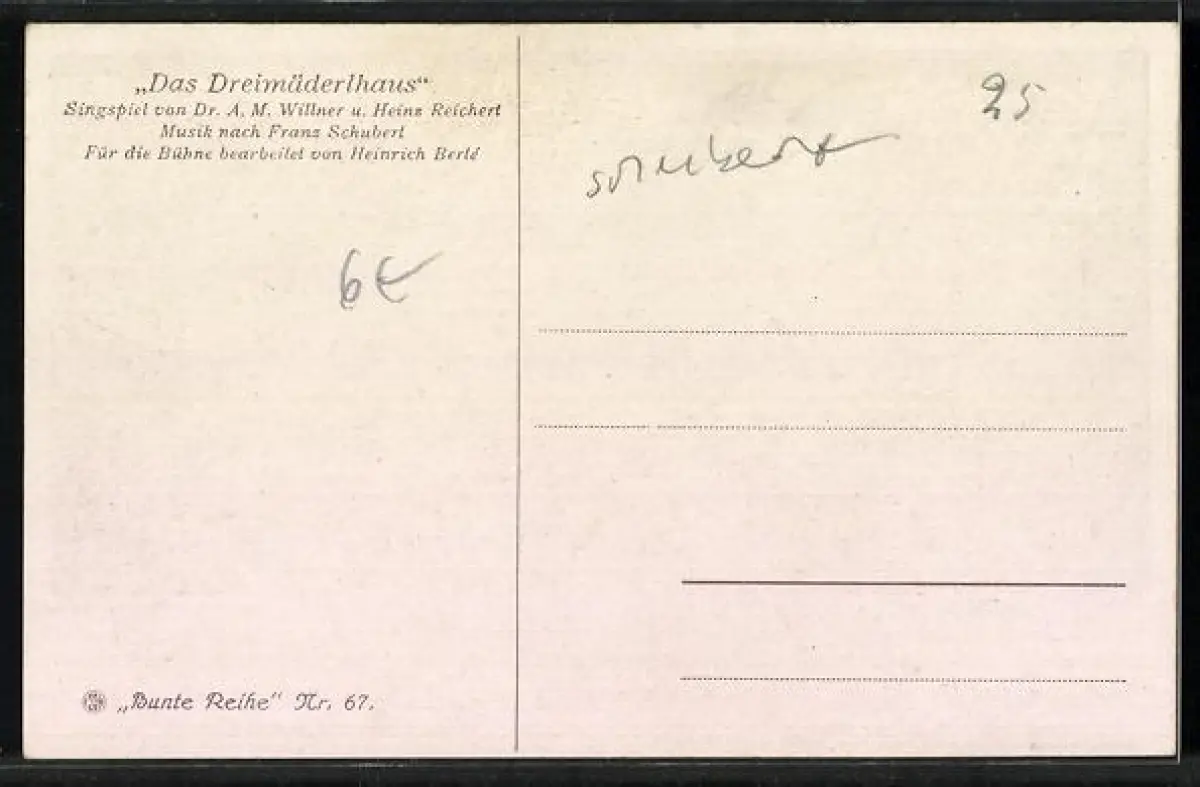 „Das Dreimäderlhaus“
Singspiel von Dr. A. M. Willner u. Heinz Reichert
Musik nach Franz Schubert
Für die Bühne bearbeitet von Heinrich Berté
6€
„Bunte Reihe“ Nr. 67.
25
schubert